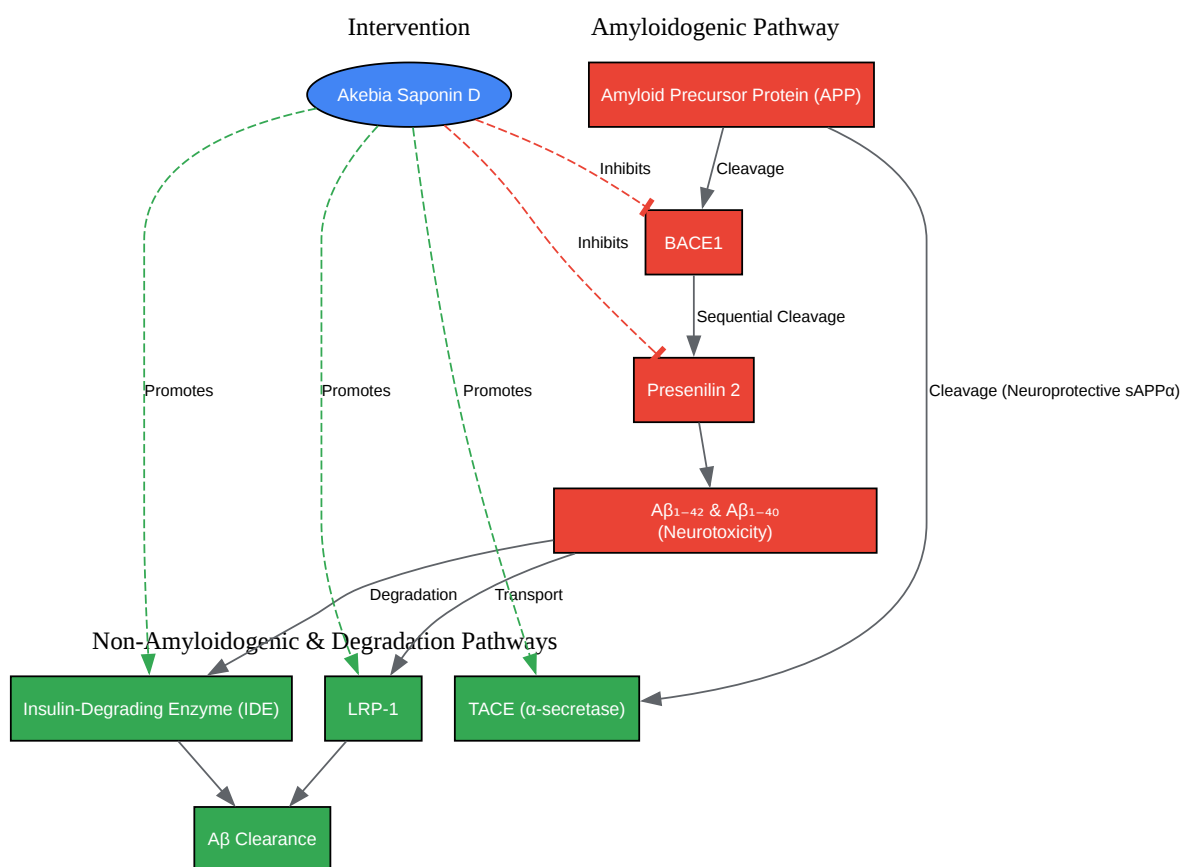 Intervention
Amyloidogenic Pathway
Akebia Saponin D
Amyloid Precursor Protein (APP)
Inhibits
Cleavage
BACE1
Inhibits
Sequential Cleavage
Presenilin 2
Promotes
Promotes
Promotes
Cleavage (Neuroprotective sAPPα)
Aβ₁₋₄₂ & Aβ₁₋₄₀
(Neurotoxicity)
Degradation
Transport
Non-Amyloidogenic & Degradation Pathways
Insulin-Degrading Enzyme (IDE)
LRP-1
TACE (α-secretase)
Aβ Clearance